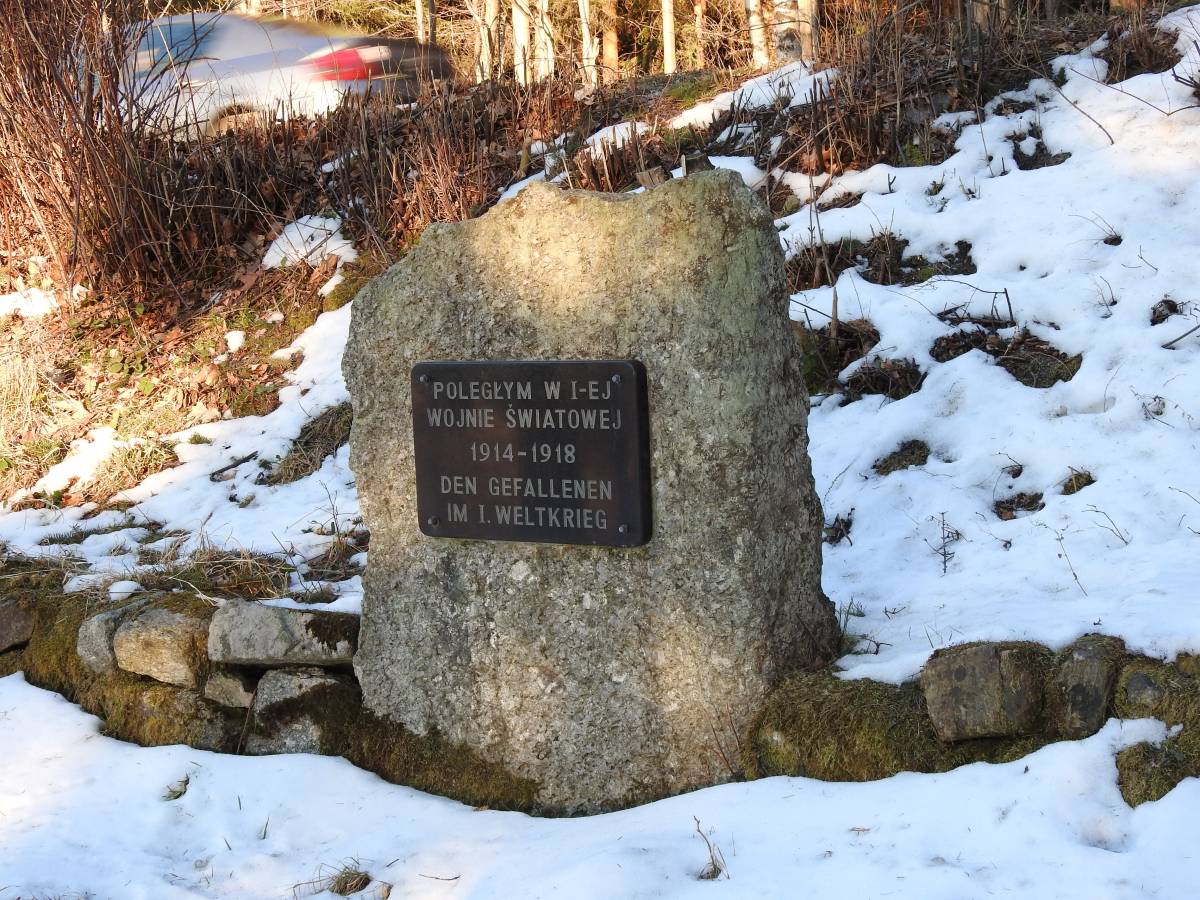 POLEGŁYM W I-EJ
WOJNIE ŚWIATOWEJ
1914-1918
DEN GEFALLENEN
IM I. WELTKRIEG